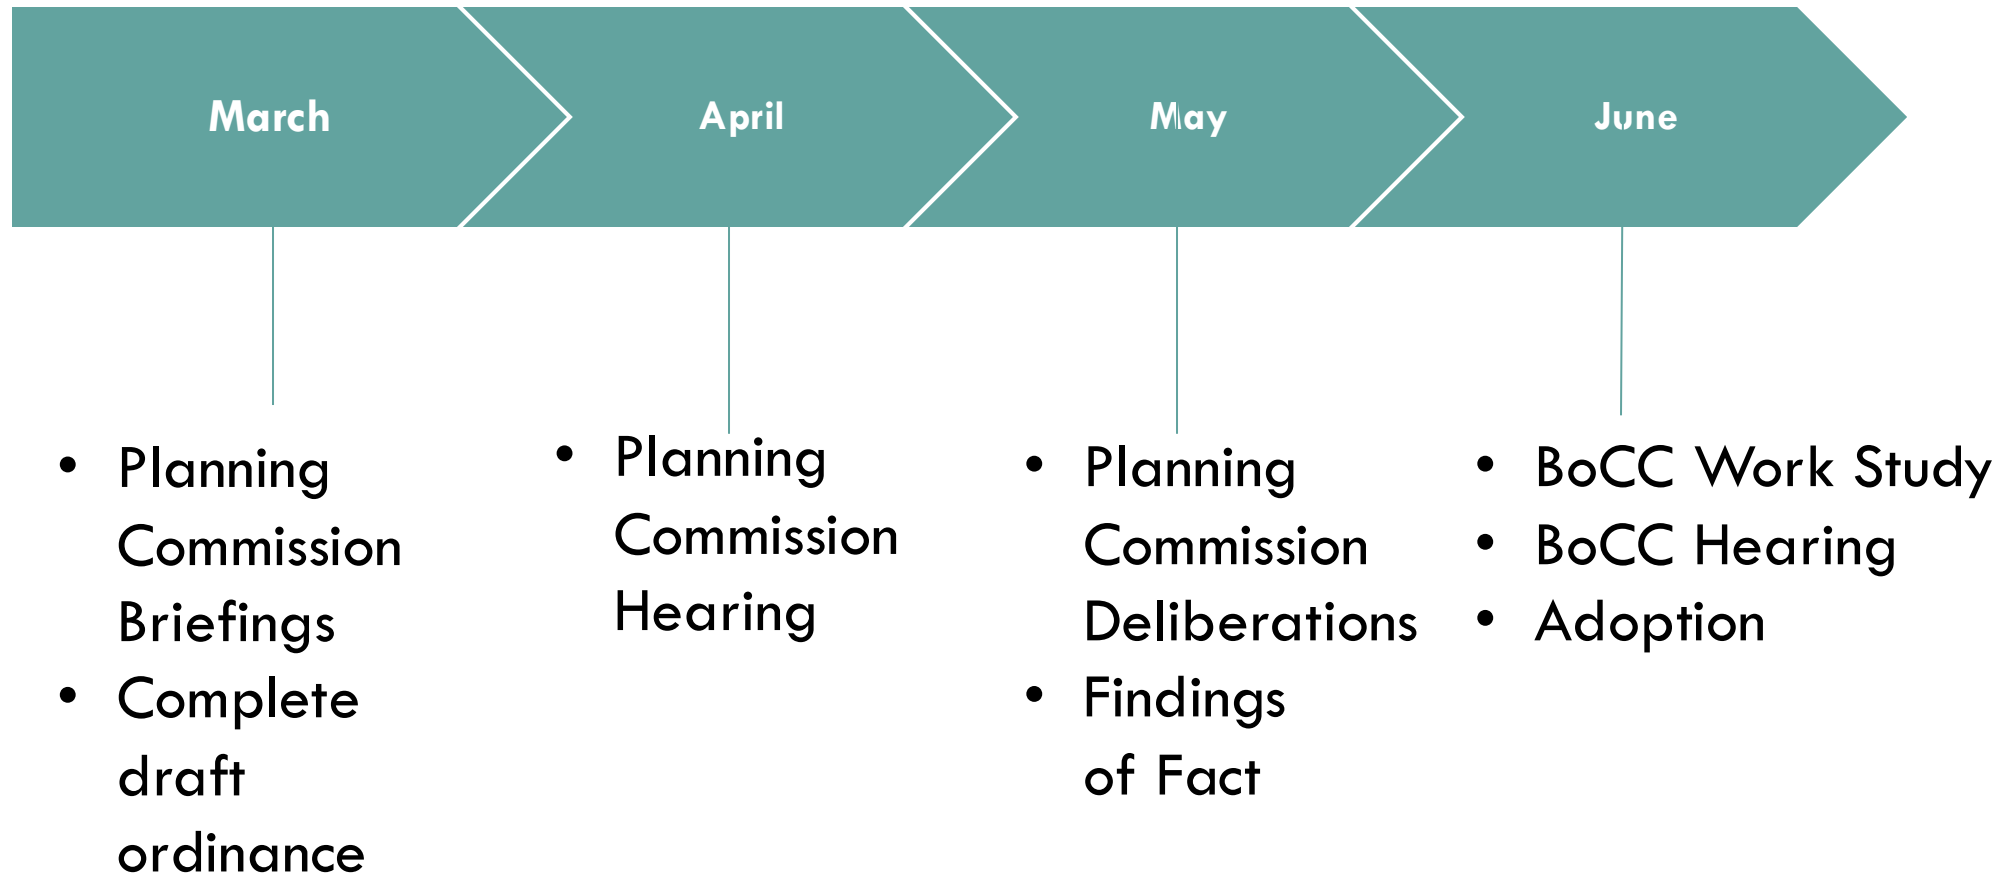 March
April
May
June
• Planning
Commission
Briefings
• Complete
draft
ordinance
• Planning
Commission
Hearing
• Planning
Commission
Deliberations
• Findings
of Fact
• BoCC Work Study
• BoCC Hearing
• Adoption